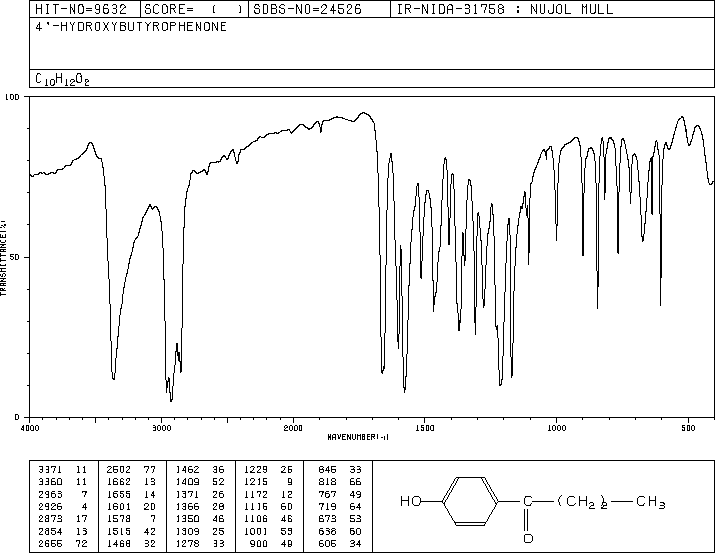 HIT-NO=9632 SCORE= ( ) SDBS-NO=24526 IR-NIDA-31758 : NUJOL MULL
4'-HYDROXYBUTYROPHENONE
C10H12O2
100
50
0
TRANSMITTANCE(%)
4000 3000 2000 1500 1000 500
WAVENUMBER(-1)
3371 11 2502 77 1462 36 1229 26 846 33
3360 11 1662 13 1409 52 1215 9 818 66
2963 7 1655 14 1371 26 1172 12 767 49
2926 4 1601 20 1366 28 1116 60 719 64
2873 17 1578 7 1350 46 1106 46 673 53
2854 13 1515 42 1309 25 1001 53 638 60
2655 72 1468 32 1278 33 900 49 605 34
HO C (CH2)2 CH3
O